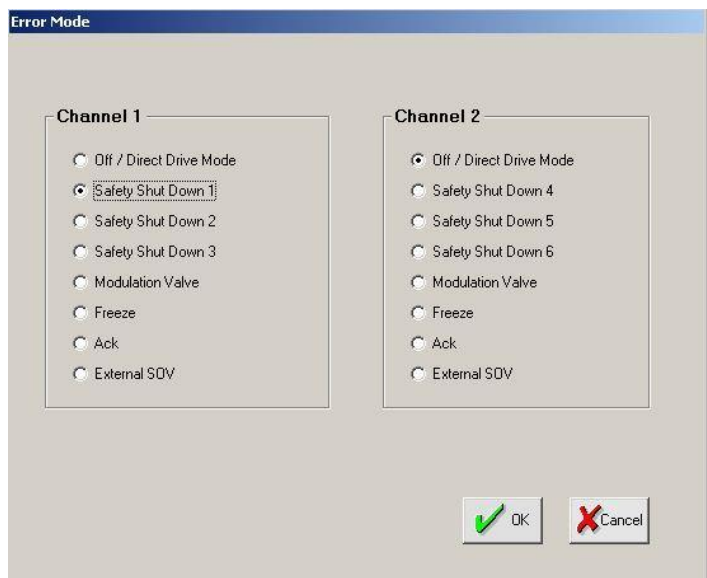 Error Mode
Channel 1
Off / Direct Drive Mode
Safety Shut Down 1
Safety Shut Down 2
Safety Shut Down 3
Modulation Valve
Freeze
Ack
External SOV
Channel 2
Off / Direct Drive Mode
Safety Shut Down 4
Safety Shut Down 5
Safety Shut Down 6
Modulation Valve
Freeze
Ack
External SOV
OK
Cancel